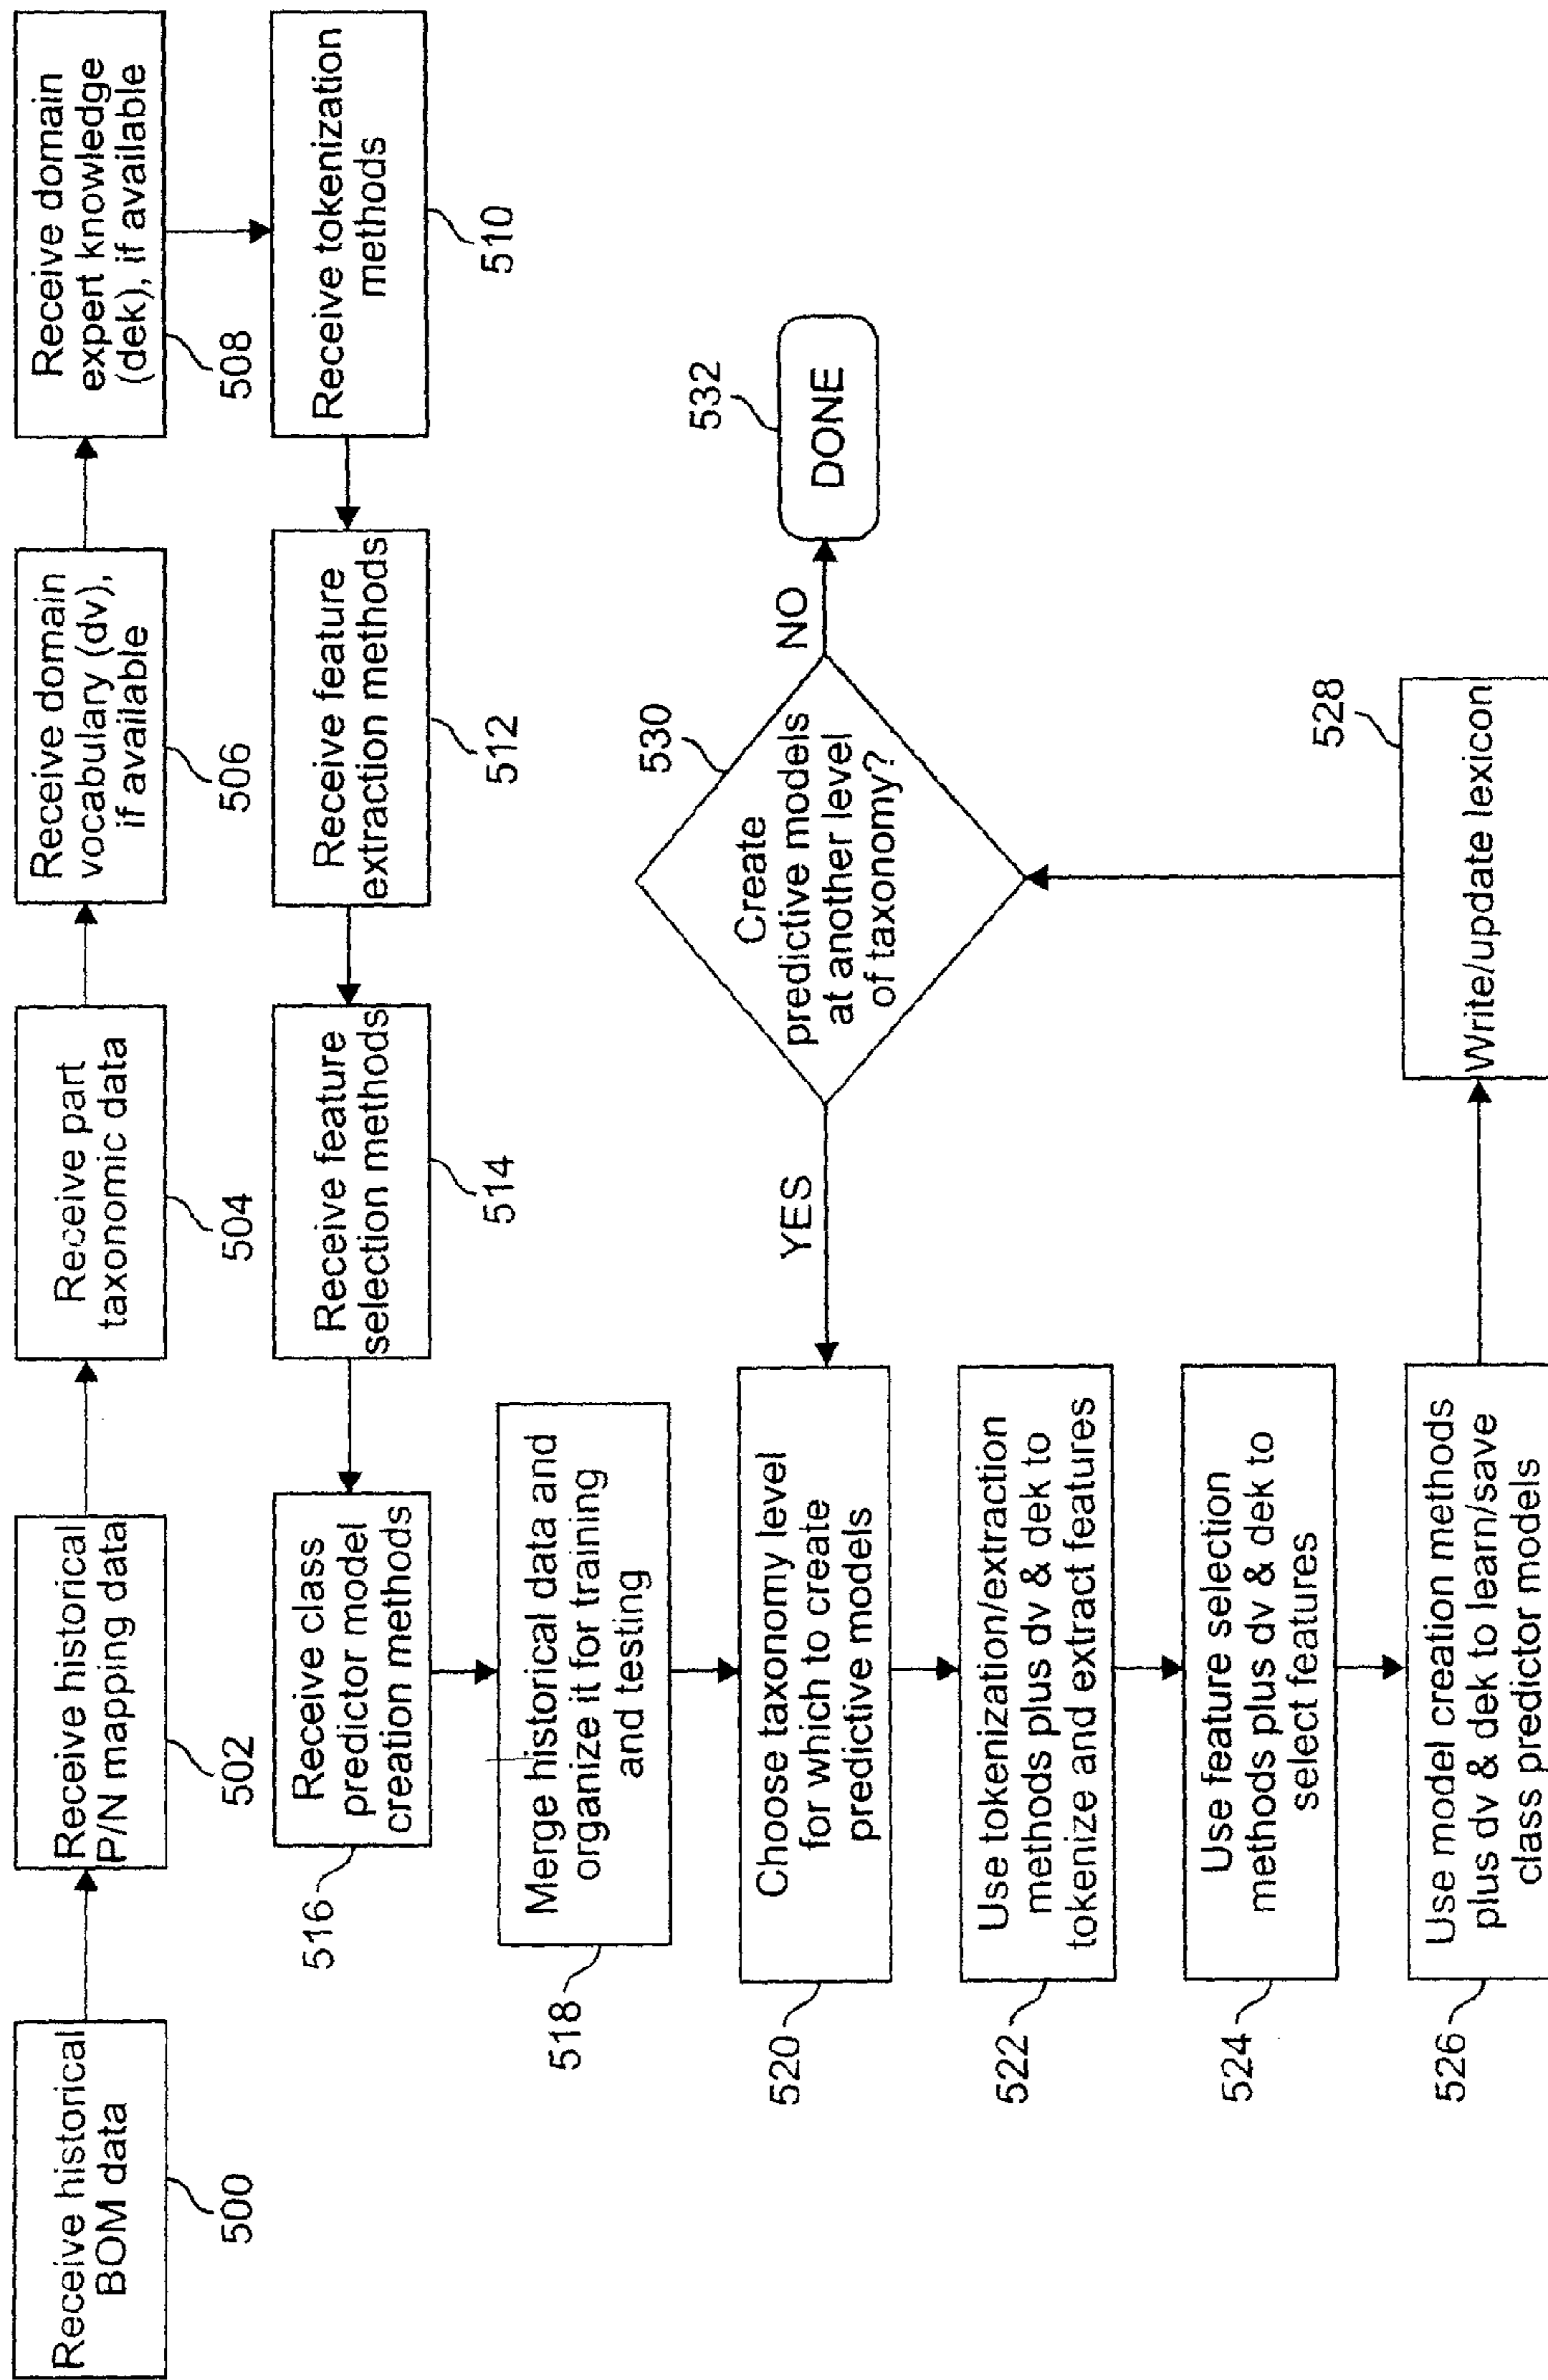 Receive historical
BOM data
500
Receive historical
P/N mapping data
502
Receive part
taxonomic data
504
Receive domain
vocabulary (dv),
if available
506
Receive domain
expert knowledge
(dek), if available
508
Receive tokenization
methods
510
Receive feature
extraction methods
512
Receive feature
selection methods
514
Receive class
predictor model
creation methods
516
Merge historical data and
organize it for training
and testing
518
Choose taxonomy level
for which to create
predictive models
520
Use tokenization/extraction
methods plus dv & dek to
tokenize and extract features
522
Use feature selection
methods plus dv & dek to
select features
524
Use model creation methods
plus dv & dek to learn/save
class predictor models
526
Write/update lexicon
528
Create
predictive models
at another level
of taxonomy?
530
YES
NO
DONE
532